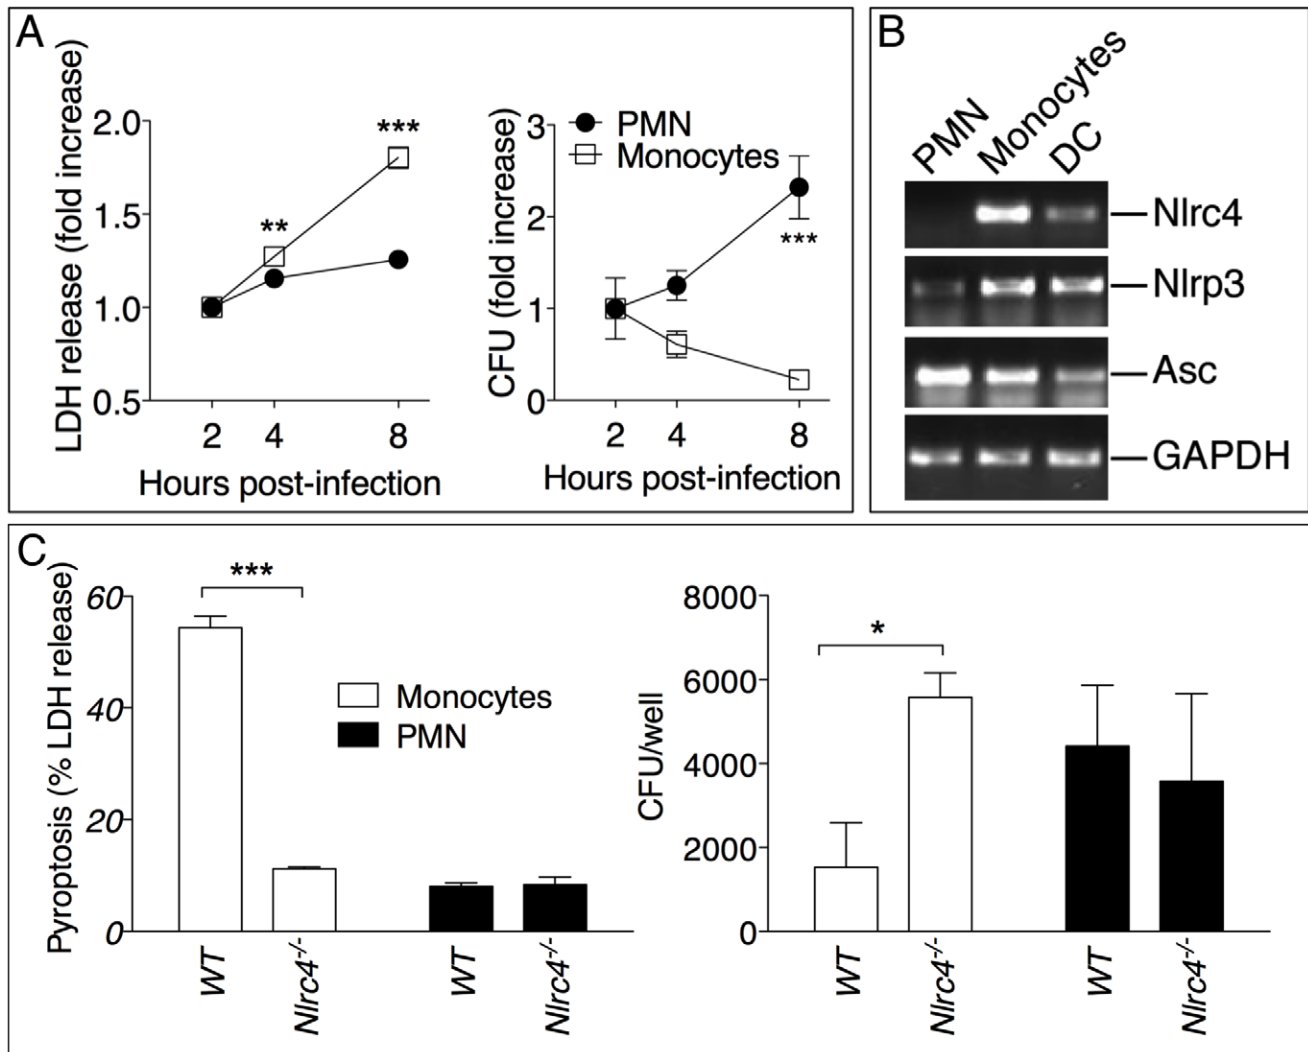 A
LDH release (fold increase)
2.0
1.5
1.0
0.5
**
***
2
4
8
Hours post-infection
CFU (fold increase)
3
2
1
0
PMN
Monocytes
***
2
4
8
Hours post-infection
B
PMN
Monocytes
DC
Nlrc4
Nlrp3
Asc
GAPDH
C
Pyroptosis (% LDH release)
60
40
20
0
***
Monocytes
PMN
WT
Nlrc4-/-
WT
Nlrc4-/-
CFU/well
8000
6000
4000
2000
0
*
WT
Nlrc4-/-
WT
Nlrc4-/-